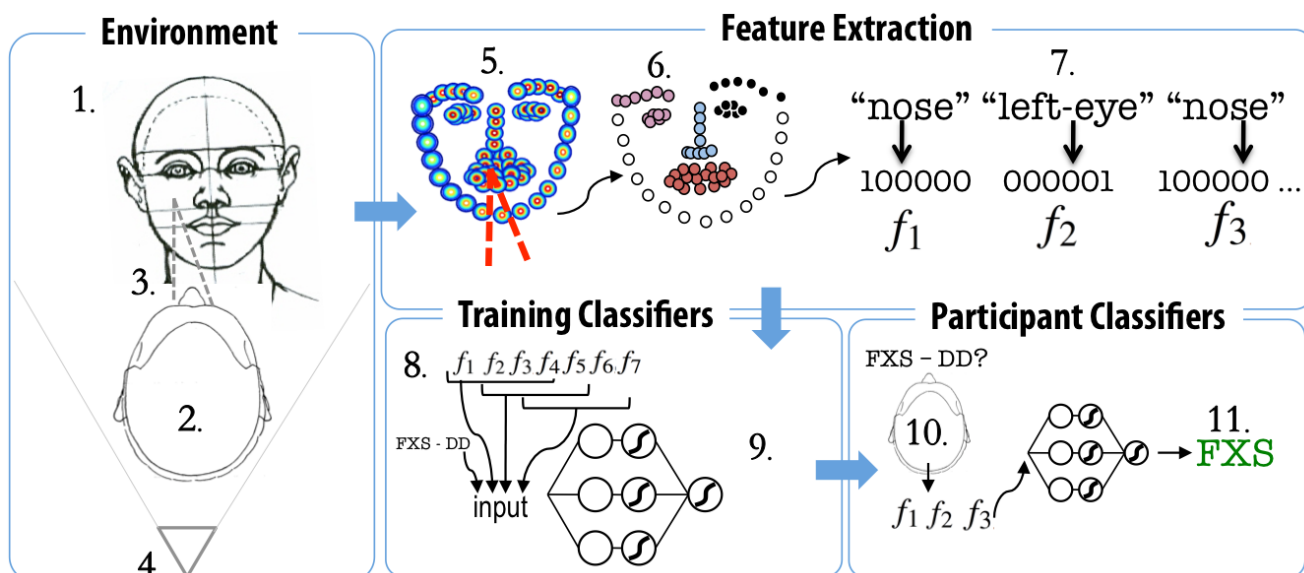 Environment
1.
3.
2.
4
Feature Extraction
5.
6.
7.
“nose” “left-eye” “nose”
100000 000001 100000 ...
f1 f2 f3
Training Classifiers
8. f1 f2 f3 f4 f5 f6 f7
FXS - DD
9.
input
Participant Classifiers
FXS - DD?
10.
11.
FXS
f1 f2 f3